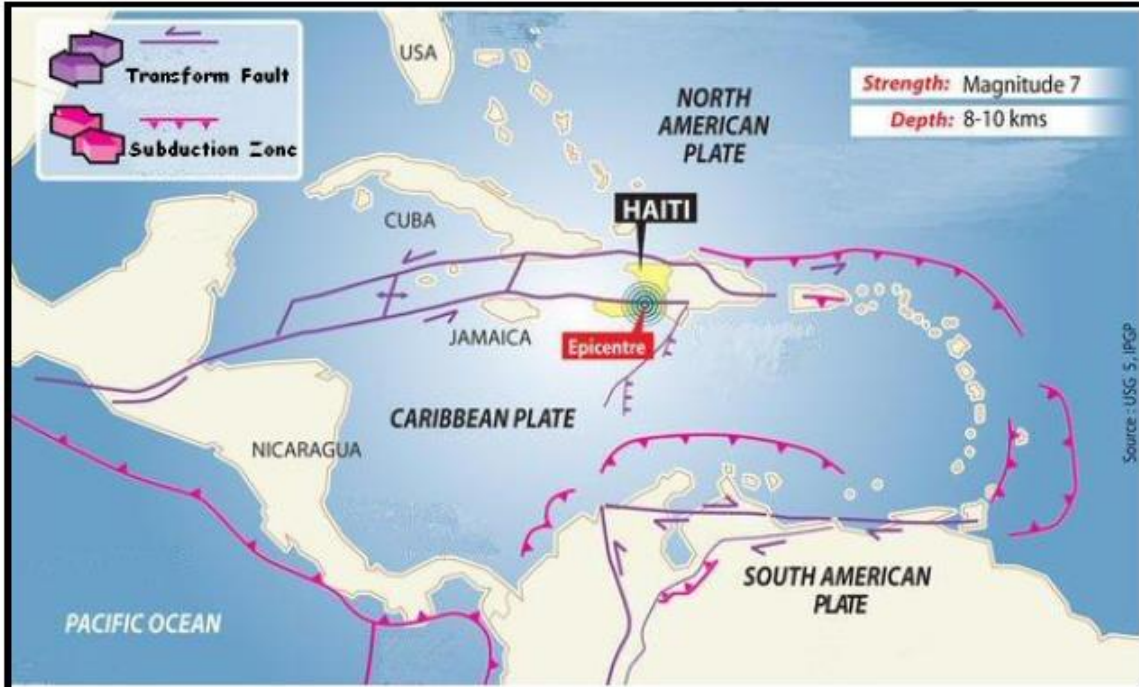 USA
Transform Fault
Subduction Zonc
Strength: Magnitude 7
Depth: 8-10 kms
NORTH
AMERICAN
PLATE
HAITI
CUBA
JAMAICA
Epicentre
CARIBBEAN PLATE
NICARAGUA
SOUTH AMERICAN
PLATE
PACIFIC OCEAN
Source : USG S, IPGP